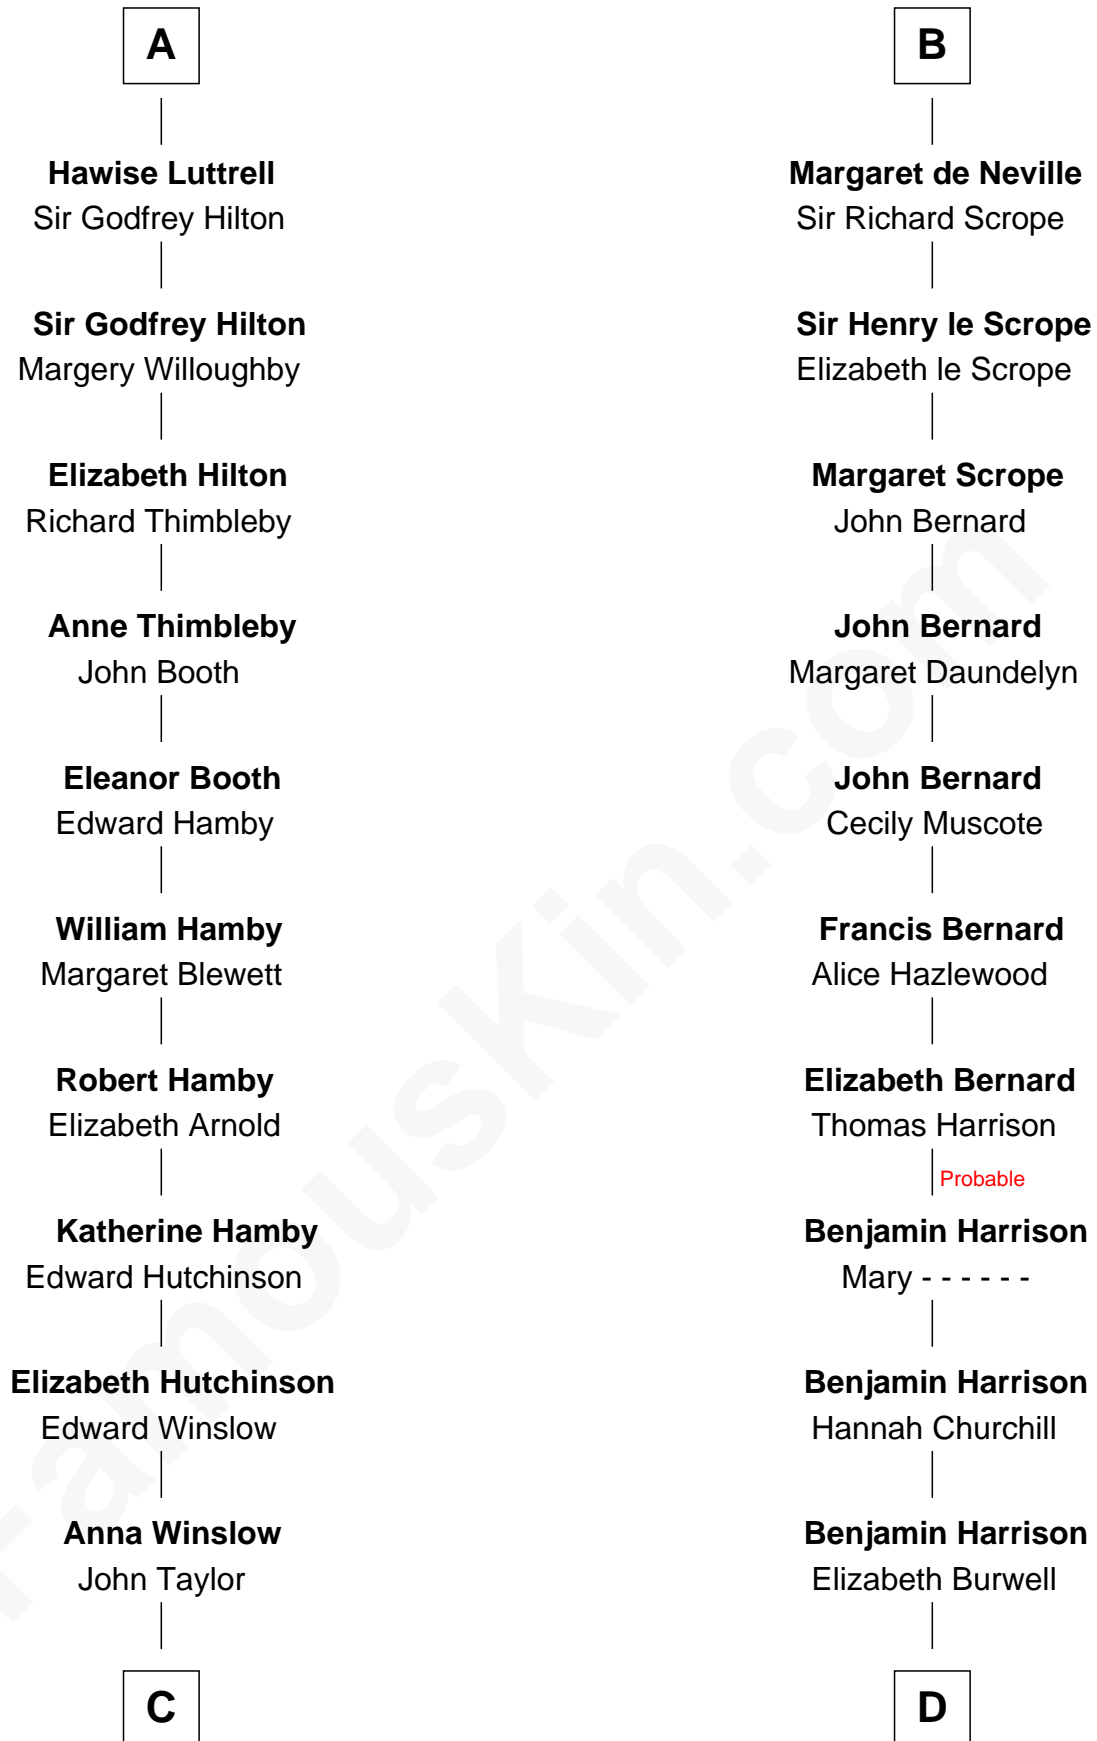 A
Hawise Luttrell
Sir Godfrey Hilton
Sir Godfrey Hilton
Margery Willoughby
Elizabeth Hilton
Richard Thimbleby
Anne Thimbleby
John Booth
Eleanor Booth
Edward Hamby
William Hamby
Margaret Blewett
Robert Hamby
Elizabeth Arnold
Katherine Hamby
Edward Hutchinson
Elizabeth Hutchinson
Edward Winslow
Anna Winslow
John Taylor
C
B
Margaret de Neville
Sir Richard Scrope
Sir Henry le Scrope
Elizabeth le Scrope
Margaret Scrope
John Bernard
John Bernard
Margaret Daundelyn
John Bernard
Cecily Muscote
Francis Bernard
Alice Hazlewood
Elizabeth Bernard
Thomas Harrison
Probable
Benjamin Harrison
Mary - - - - - -
Benjamin Harrison
Hannah Churchill
Benjamin Harrison
Elizabeth Burwell
D
FamousKin.com